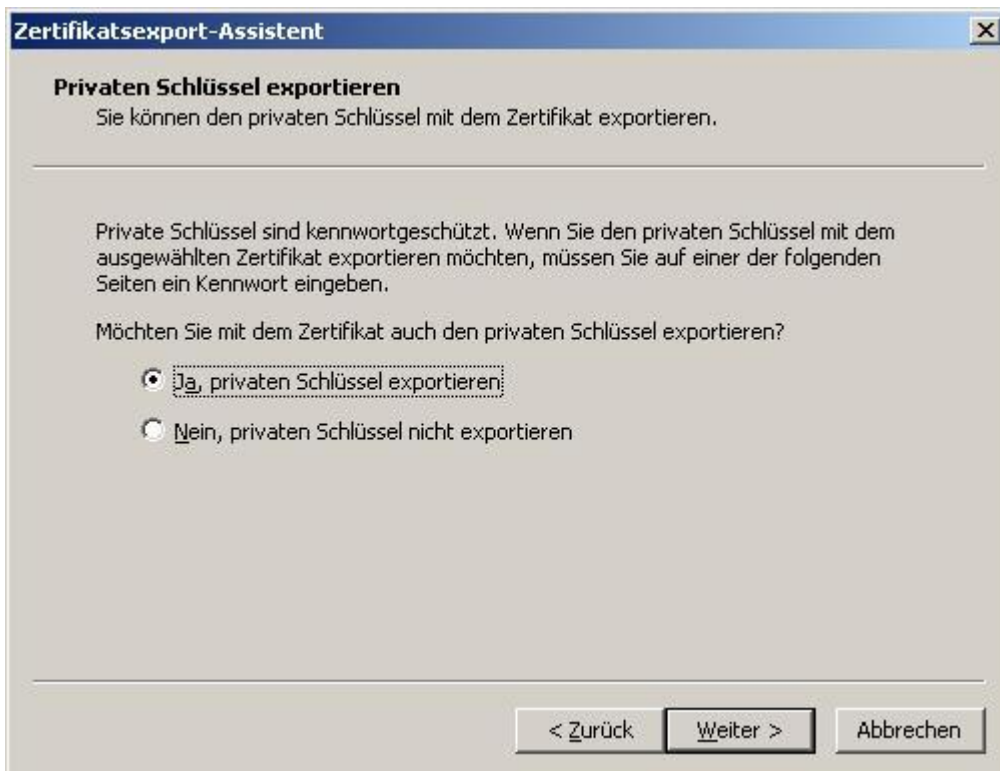 Zertifikatsexport-Assistent
Privaten Schlüssel exportieren
Sie können den privaten Schlüssel mit dem Zertifikat exportieren.
Private Schlüssel sind kennwortgeschützt. Wenn Sie den privaten Schlüssel mit dem
ausgewählten Zertifikat exportieren möchten, müssen Sie auf einer der folgenden
Seiten ein Kennwort eingeben.
Möchten Sie mit dem Zertifikat auch den privaten Schlüssel exportieren?
Ja, privaten Schlüssel exportieren
Nein, privaten Schlüssel nicht exportieren
< Zurück Weiter > Abbrechen